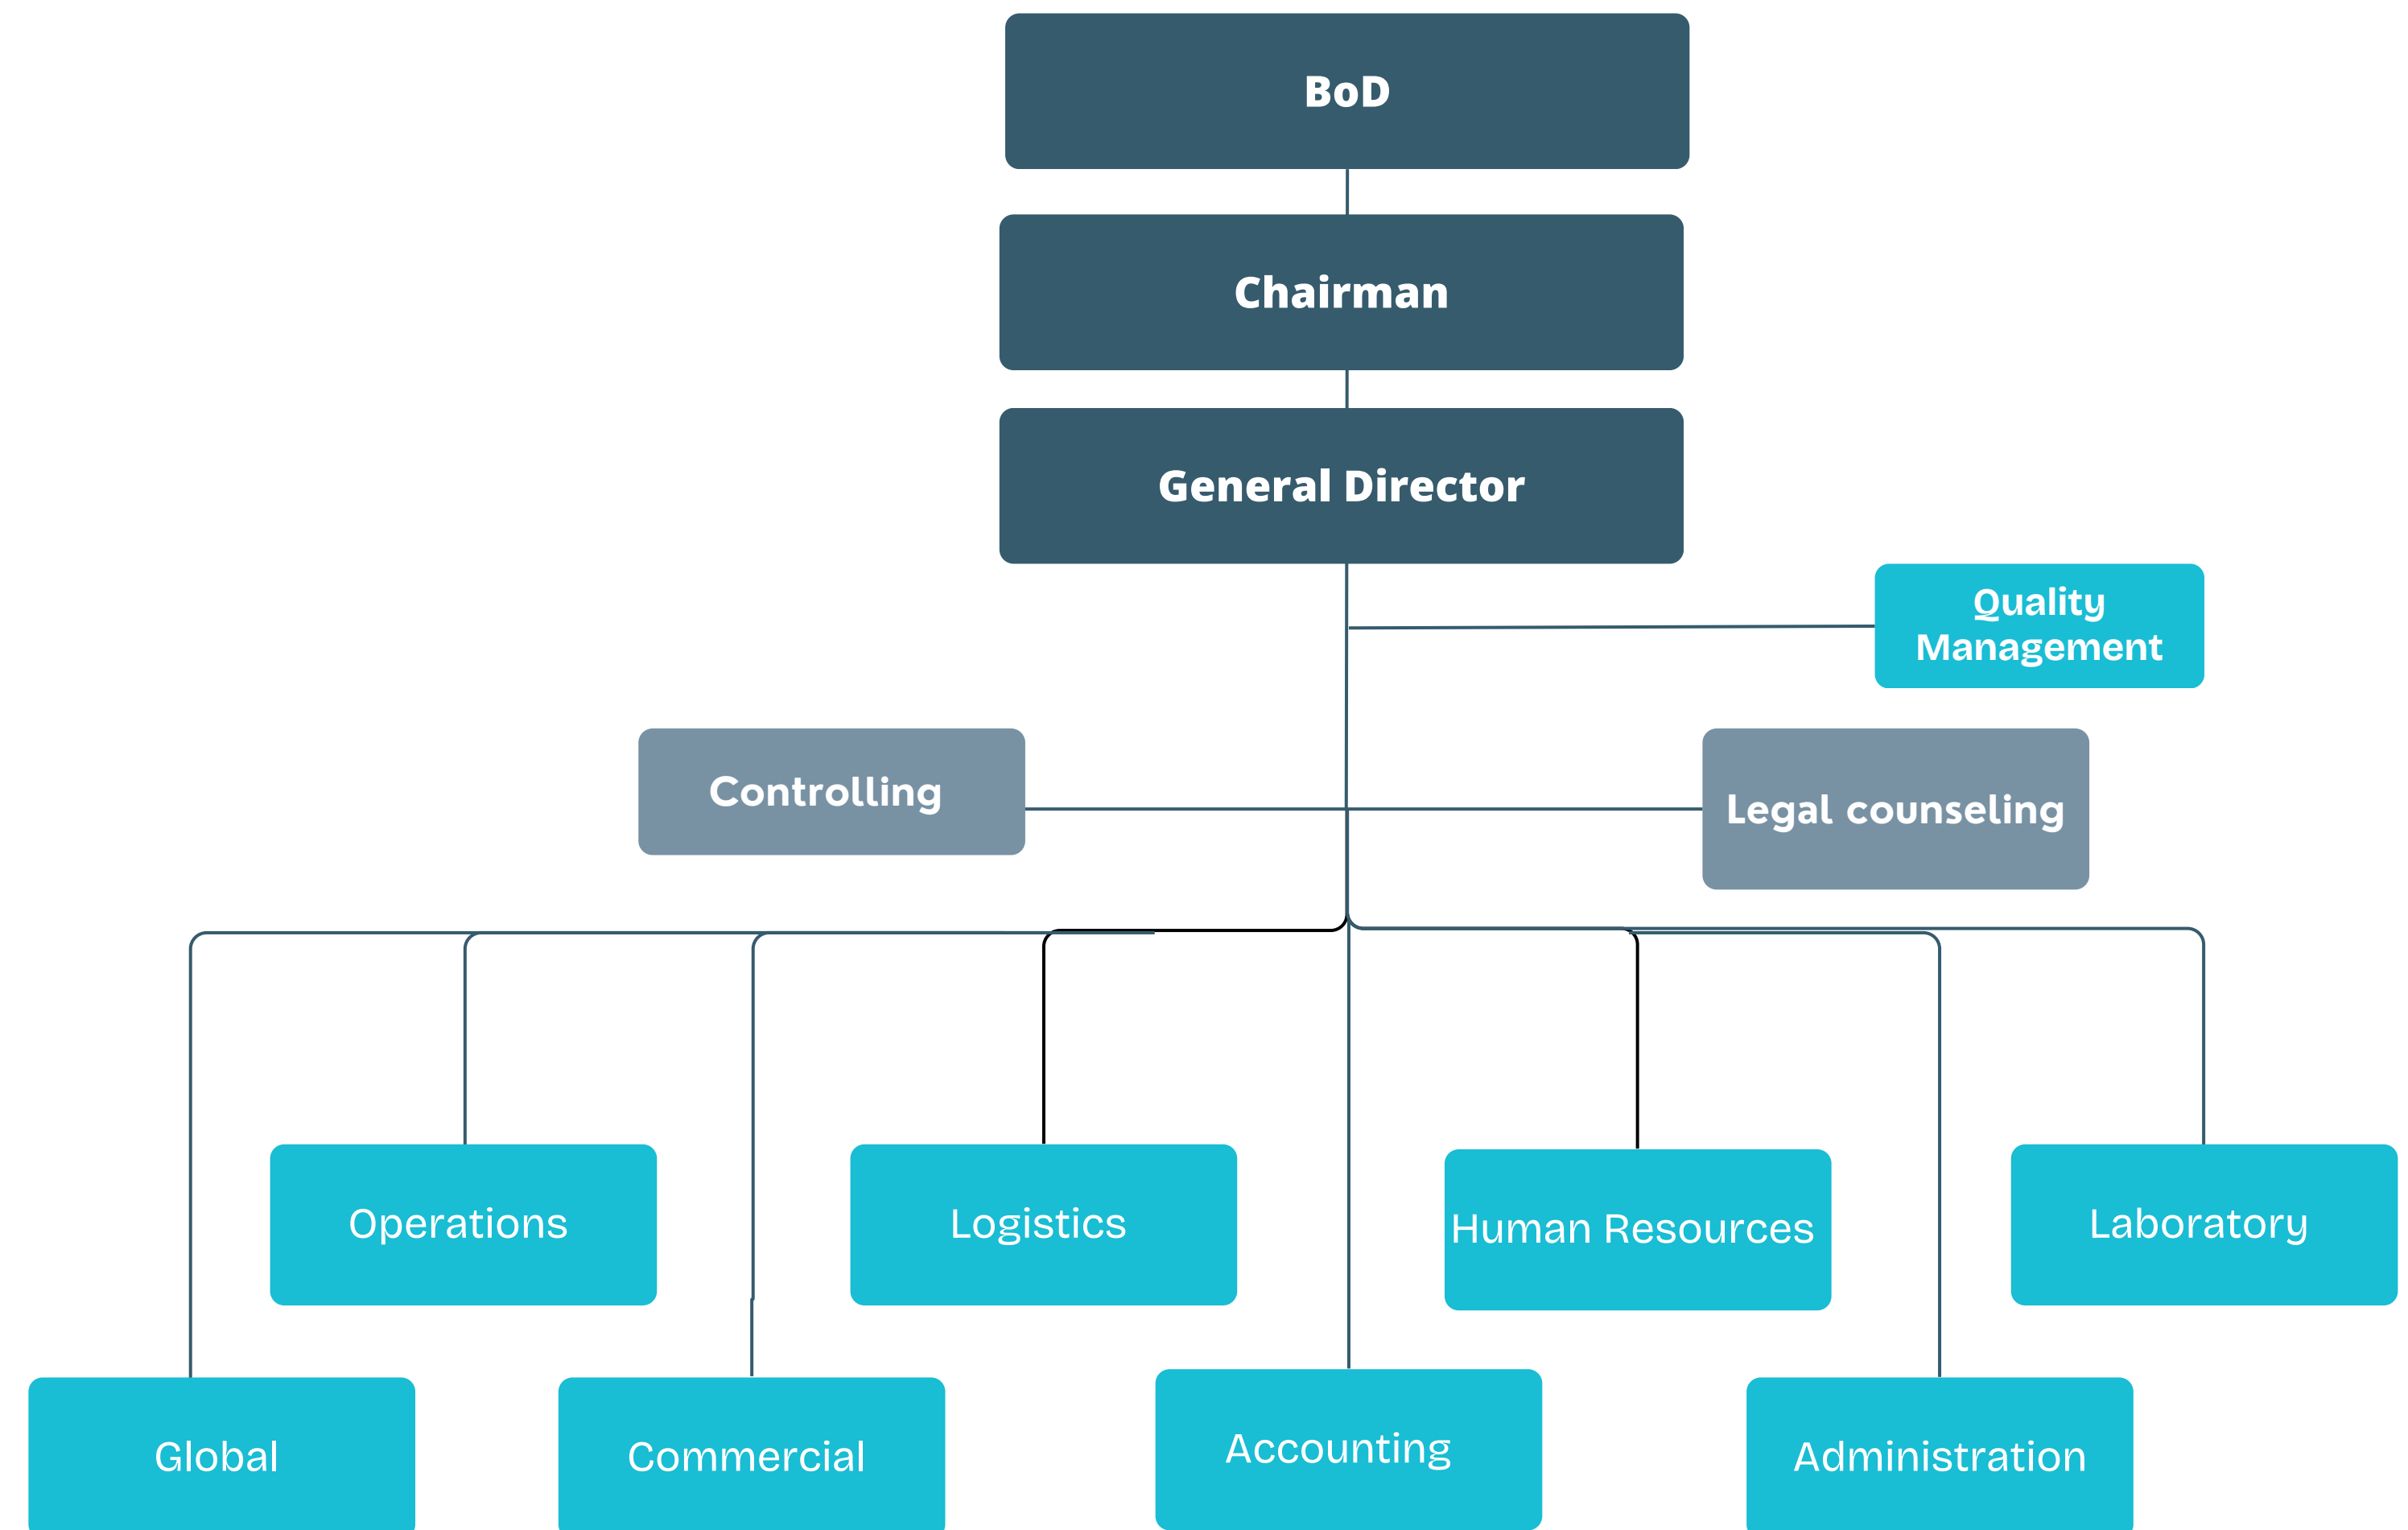 BoD
Chairman
General Director
Quality
Management
Controlling
Legal counseling
Operations
Logistics
Human Resources
Laboratory
Global
Commercial
Accounting
Administration